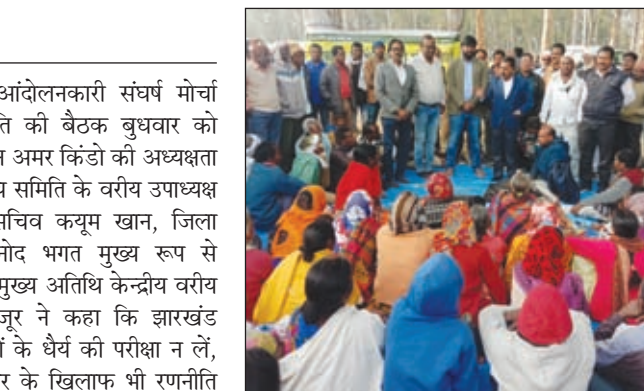 आंदोलनकारी संघर्ष मोर्चा
की बैठक बुधवार को
अमर किंडो की अध्यक्षता
समिति के वरीय उपाध्यक्ष
कयूम खान, जिला
भगत मुख्य रूप से
मुख्य अतिथि केन्द्रीय वरीय
ने कहा कि झारखंड
के धैर्य की परीक्षा न लें,
के खिलाफ भी रणनीति